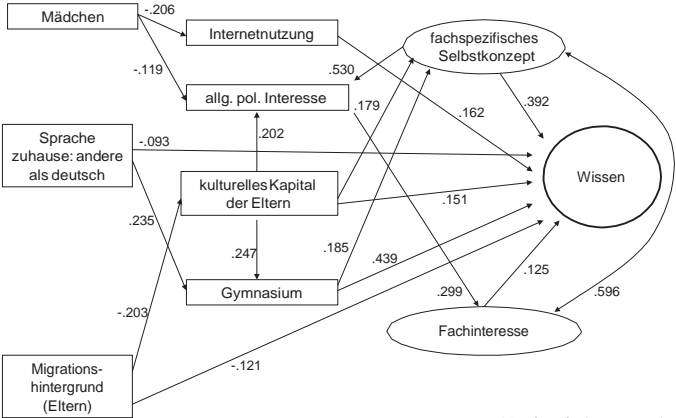 Mädchen
-.206
Internetnutzung
fachspezifisches
Selbstkonzept
-.119
.530
allg. pol. Interesse
.179
.162
.392
Sprache
zuhause: andere
als deutsch
-.093
.202
kulturelles Kapital
der Eltern
Wissen
.151
.235
.247
.185
.439
Gymnasium
.125
.299
.596
-.203
Fachinteresse
-.121
Migrations-
hintergrund
(Eltern)